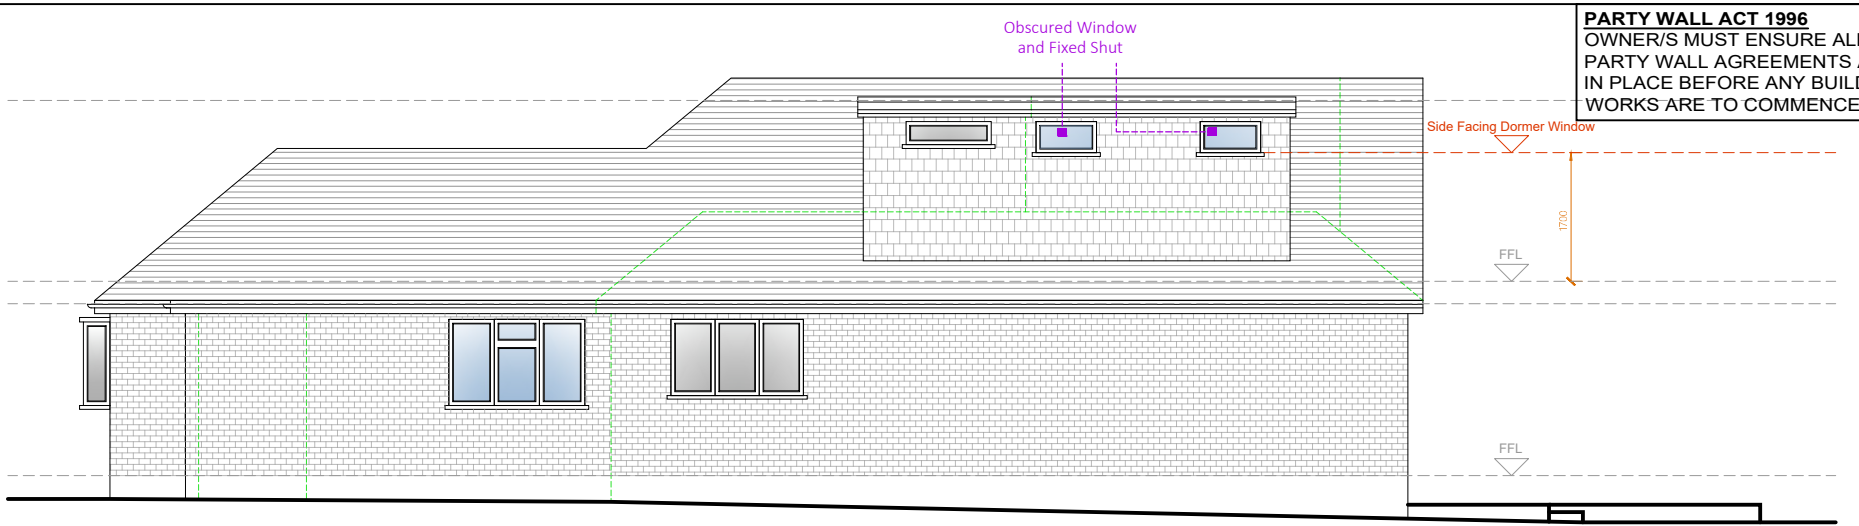 Obscured Window
and Fixed Shut
PARTY WALL ACT 1996
OWNER/S MUST ENSURE
PARTY WALL AGREEMENTS
IN PLACE BEFORE ANY
WORKS ARE TO COMMENCE
Side Facing Dormer Window
1700
FFL
FFL